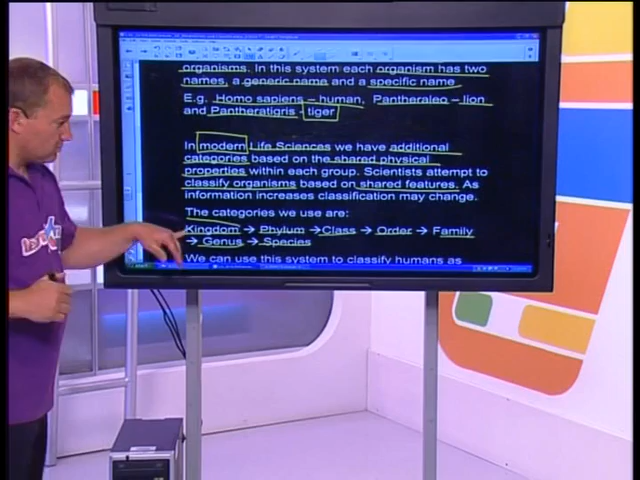 organisms. In this system each organism has two
names, a generic name and a specific name
E.g. Homo sapiens – human, Pantheraleo – lion
and Pantheratigris - tiger
In modern Life Sciences we have additional
categories based on the shared physical
properties within each group. Scientists attempt to
classify organisms based on shared features. As
information increases classification may change.
The categories we use are:
Kingdom → Phylum →Class → Order → Family
→ Genus → Species
We can use this system to classify humans as